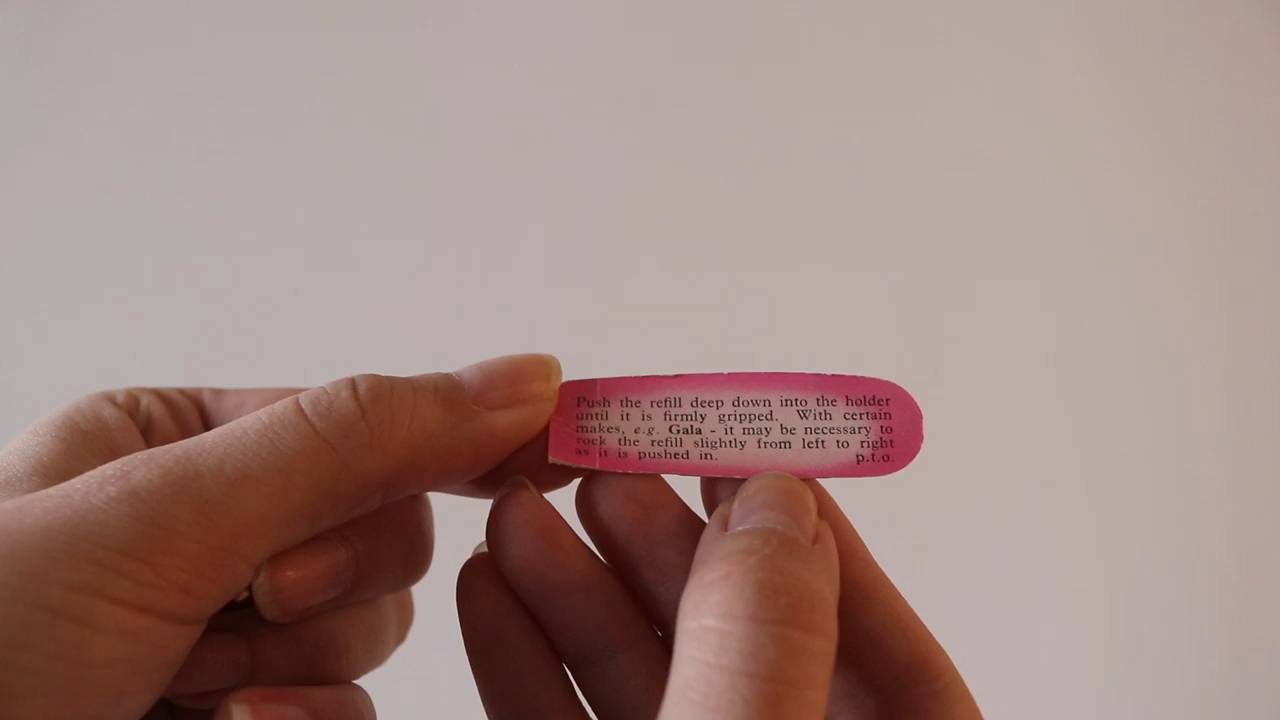 Push the refill deep down into the holder
until it is firmly gripped. With certain
makes, e.g. Gala - it may be necessary to
rock the refill slightly from left to right
as it is pushed in. p.t.o.